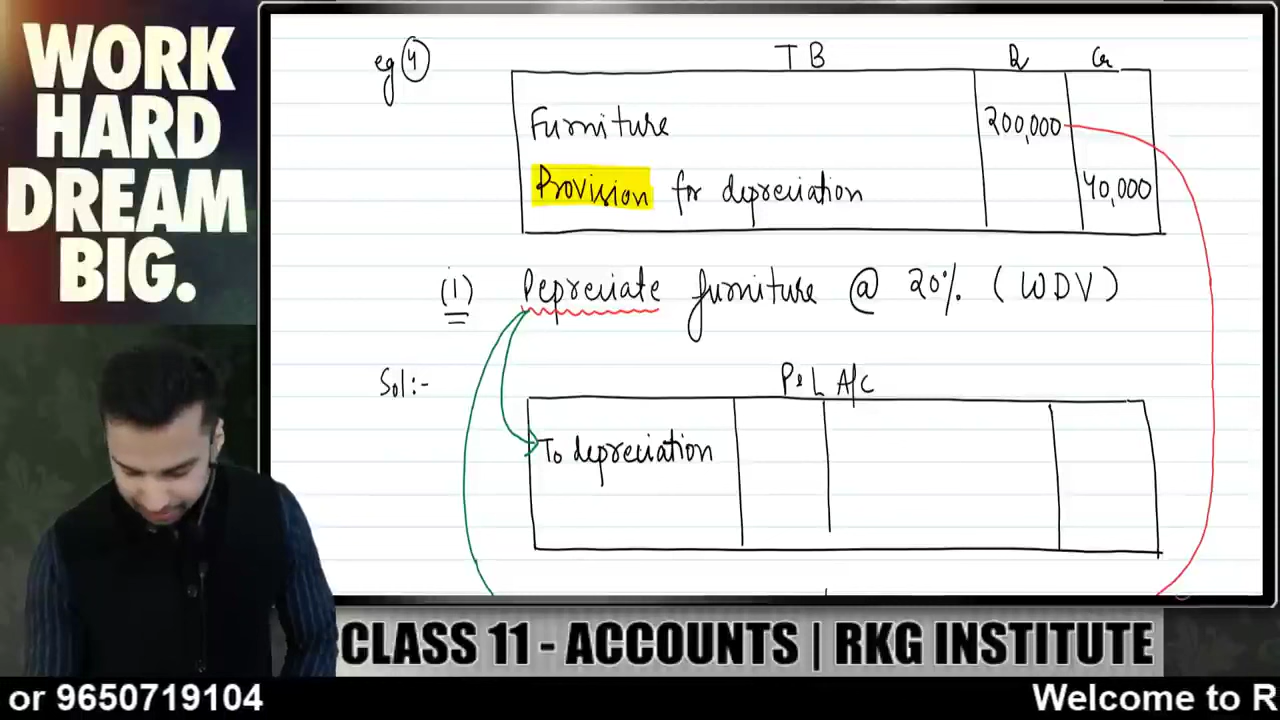 WORK
HARD
DREAM
BIG.
eg 4
TB Dr Cr
Furniture 200,000
Provision for depreciation 40,000
(i) Depreciate furniture @ 20% (WDV)
Sol:-
P&L A/C
To depreciation
CLASS 11 - ACCOUNTS | RKG INSTITUTE
or 9650719104 Welcome to R